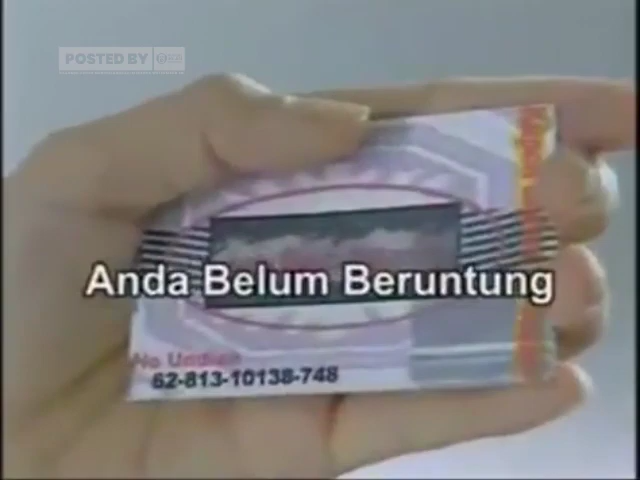 POSTED BY
Anda Belum Beruntung
No Undian
62-813-10138-748